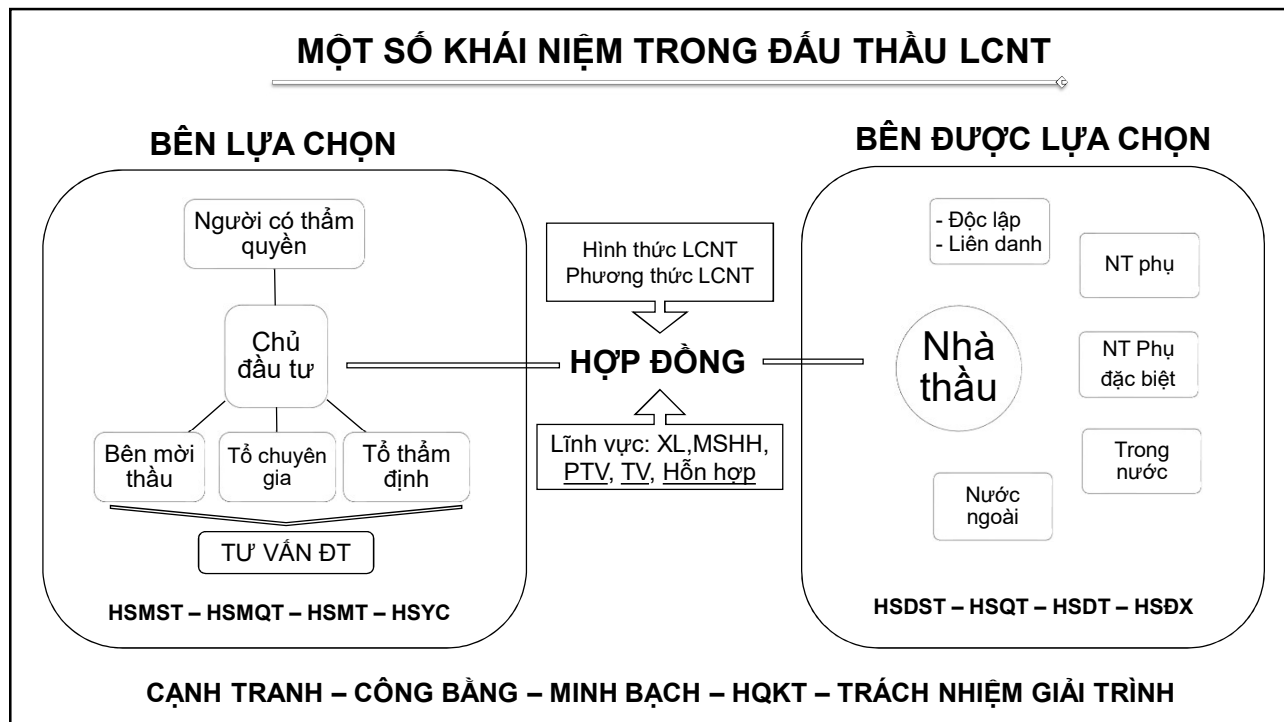 MỘT SỐ KHÁI NIỆM TRONG ĐẤU THẦU LCNT
BÊN LỰA CHỌN
Người có thẩm
quyền
Chủ
đầu tư
Bên mời
thầu
Tổ chuyên
gia
Tổ thẩm
định
TƯ VẤN ĐT
HSMST – HSMQT – HSMT – HSYC
Hình thức LCNT
Phương thức LCNT
HỢP ĐỒNG
Lĩnh vực: XL,MSHH,
PTV, TV, Hỗn hợp
BÊN ĐƯỢC LỰA CHỌN
- Độc lập
- Liên danh
NT phụ
Nhà
thầu
NT Phụ
đặc biệt
Trong
nước
Nước
ngoài
HSDST – HSQT – HSDT – HSĐX
CẠNH TRANH – CÔNG BẰNG – MINH BẠCH – HQKT – TRÁCH NHIỆM GIẢI TRÌNH